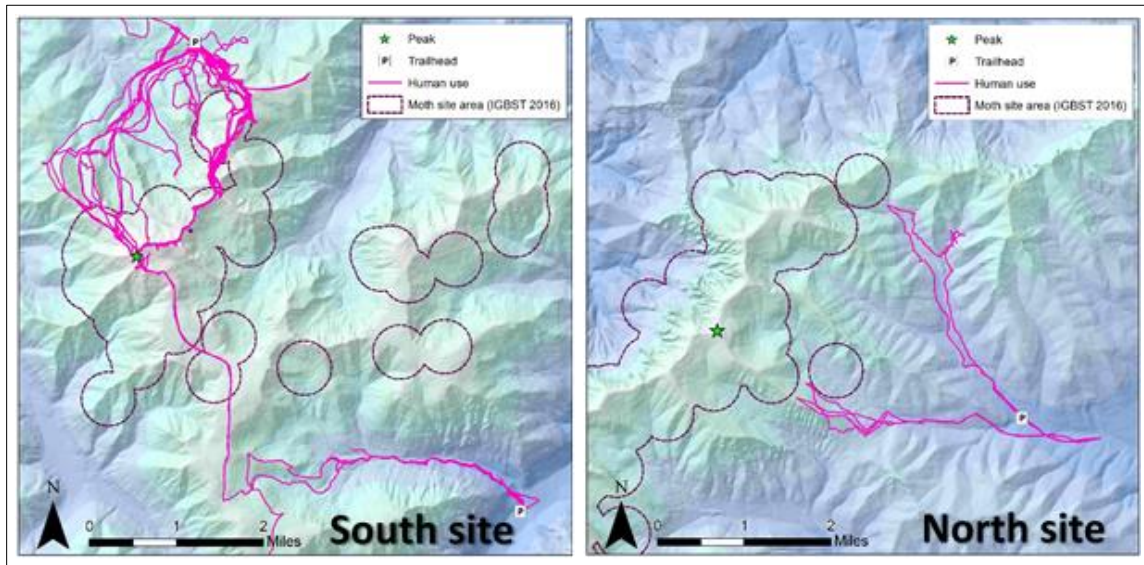 P
Peak
P Trailhead
Human use
Moth site area (IGBST 2016)
P
N
0 1 2
Miles
South site
Peak
P Trailhead
Human use
Moth site area (IGBST 2016)
P
N
0 1 2
Miles
North site